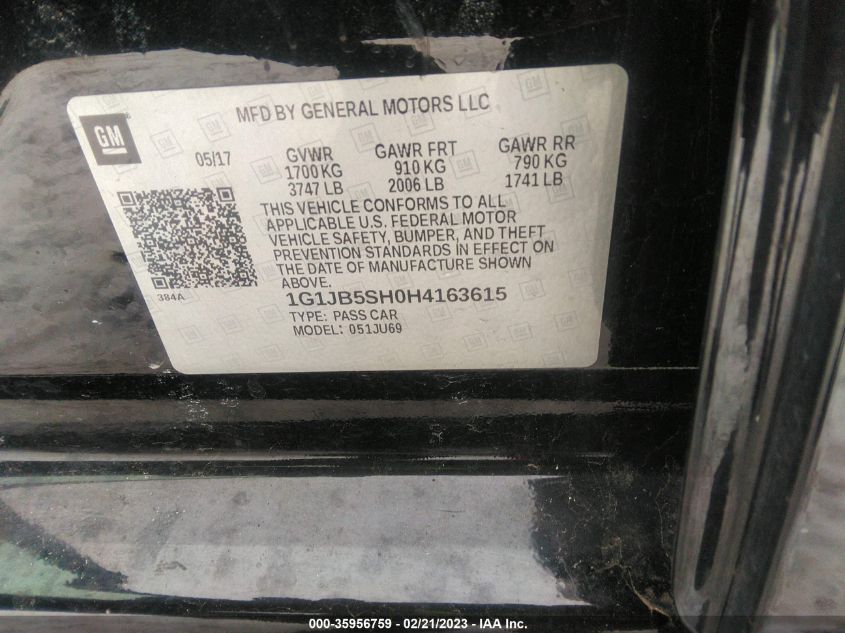 MFD BY GENERAL MOTORS LLC
GM
05/17
GVWR
1700 KG
3747 LB
GAWR FRT
910 KG
2006 LB
GAWR RR
790 KG
1741 LB
THIS VEHICLE CONFORMS TO ALL
APPLICABLE U.S. FEDERAL MOTOR
VEHICLE SAFETY, BUMPER, AND THEFT
PREVENTION STANDARDS IN EFFECT ON
THE DATE OF MANUFACTURE SHOWN
ABOVE.
384A
1G1JB5SH0H4163615
TYPE: PASS CAR
MODEL: 051JU69
000-35956759 - 02/21/2023 - IAA Inc.